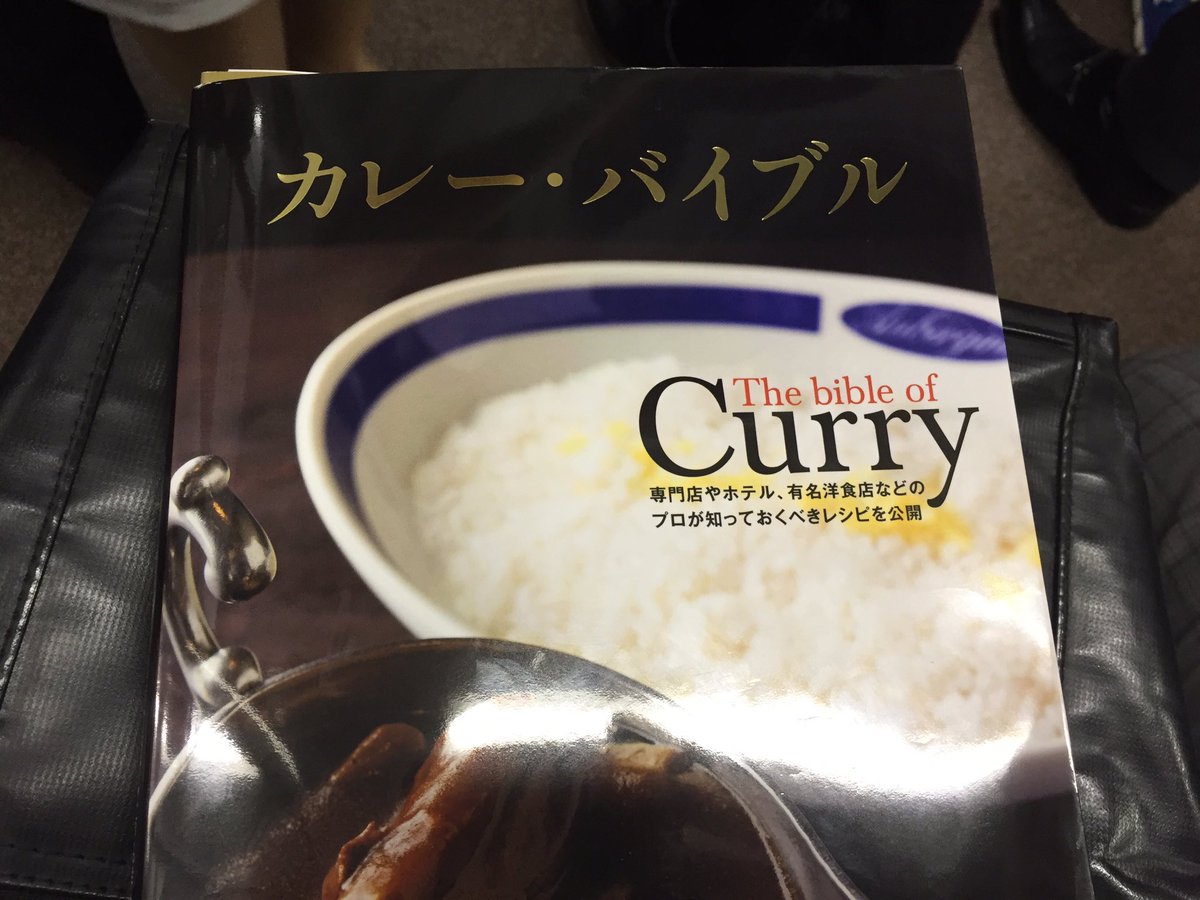 カレー・バイブル
The bible of
Curry
専門店やホテル、有名洋食店などの
プロが知っておくべきレシピを公開